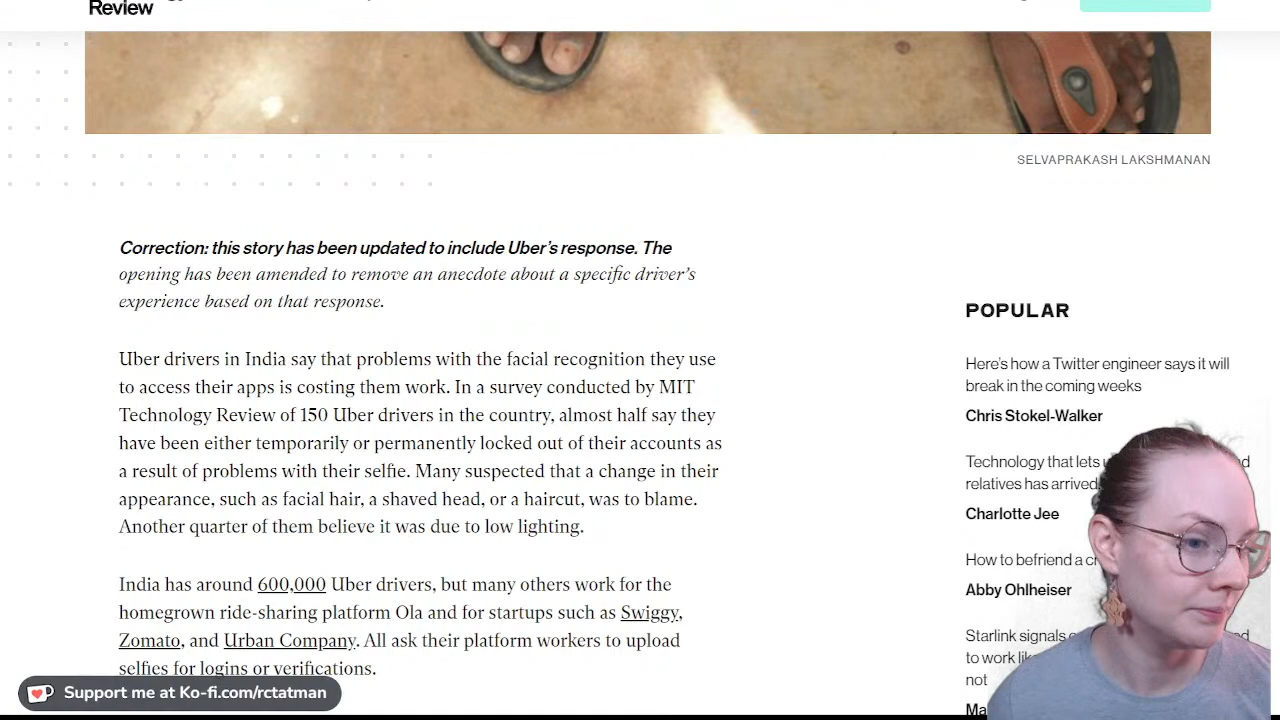 Review
SELVAPRAKASH LAKSHMANAN
Correction: this story has been updated to include Uber's response. The
opening has been amended to remove an anecdote about a specific driver's
experience based on that response.
Uber drivers in India say that problems with the facial recognition they use
to access their apps is costing them work. In a survey conducted by MIT
Technology Review of 150 Uber drivers in the country, almost half say they
have been either temporarily or permanently locked out of their accounts as
a result of problems with their selfie. Many suspected that a change in their
appearance, such as facial hair, a shaved head, or a haircut, was to blame.
Another quarter of them believe it was due to low lighting.
India has around 600,000 Uber drivers, but many others work for the
homegrown ride-sharing platform Ola and for startups such as Swiggy,
Zomato, and Urban Company. All ask their platform workers to upload
selfies for logins or verifications.
POPULAR
Here's how a Twitter engineer says it will
break in the coming weeks
Chris Stokel-Walker
Technology that lets
relatives has arrived
Charlotte Jee
How to befriend a
Abby Ohlheiser
Starlink signals
to work
not
Support me at Ko-fi.com/rctatman